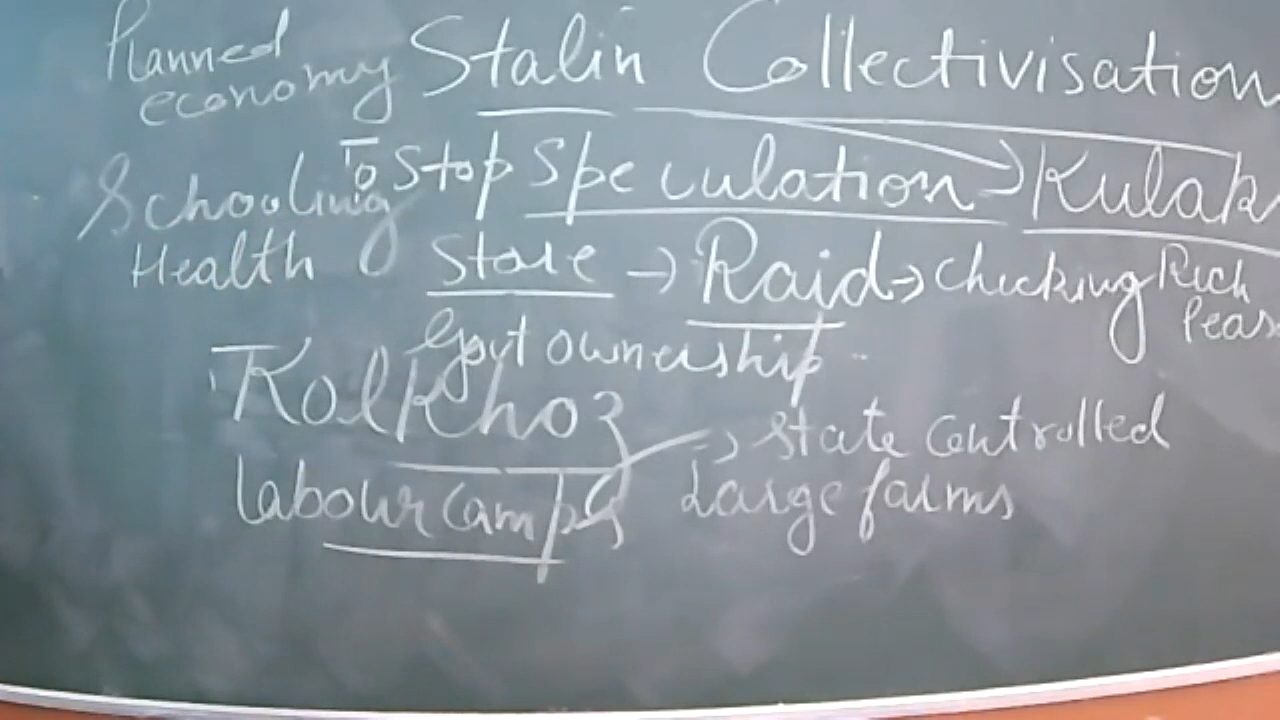 Planned economy Stalin Collectivisation
To Stop Speculation → Kulak
Schooling
Health
Store → Raid → Checking Rich Peas
Govt ownership
Kolkhoz → State Controlled
Large farms
labour camps